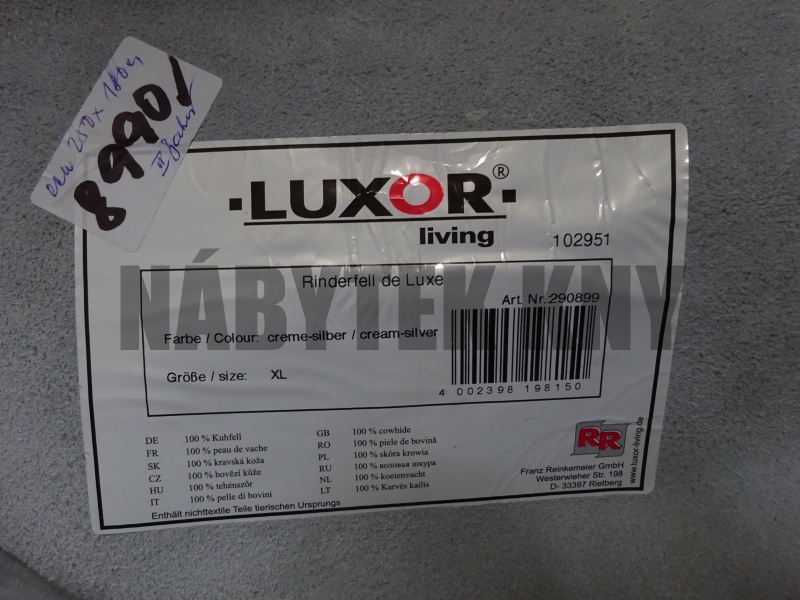 cca 250 x 180 cm
8990,
LUXOR®
living
102951
NÁBYTEK KNY
Rinderfell de Luxe
Art. Nr. 290899
Farbe / Colour: creme-silber / cream-silver
Größe / size: XL
4 002398 198150
DE 100 % Kuhfell
FR 100 % peau de vache
SK 100 % kravská koža
CZ 100 % hovězí kůže
HU 100 % tehénszőr
IT 100 % pelle di bovini
GB 100 % cowhide
RO 100 % piele de bovină
PL 100 % skóra krowia
RU 100 % воловья шкура
NL 100 % koeienvacht
LT 100 % Karvės kailis
Enthält nichttextile Teile tierischen Ursprungs
RR
Franz Reinkemeier GmbH
Westerwieher Str. 198
D- 33397 Rietberg
www.luxor-living.de